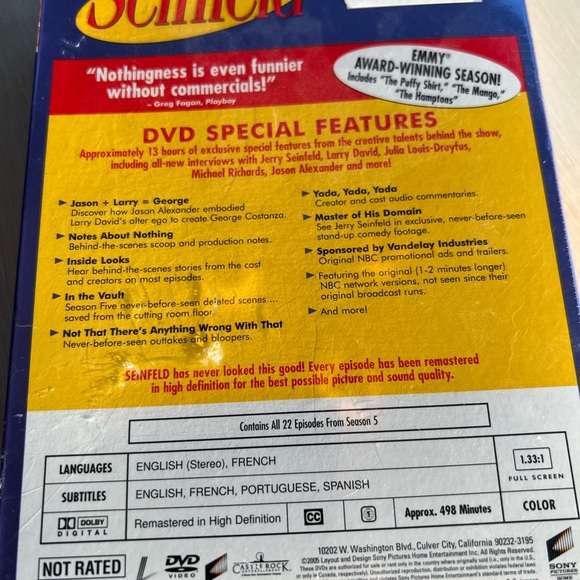 Seinfeld
"Nothingness is even funnier
without commercials!"
– Greg Fagan, Playboy
EMMY®
AWARD-WINNING SEASON!
Includes "The Puffy Shirt," "The Mango,"
"The Hamptons"
DVD SPECIAL FEATURES
Approximately 13 hours of exclusive special features from the creative talents behind the show,
including all-new interviews with Jerry Seinfeld, Larry David, Julia Louis-Dreyfus,
Michael Richards, Jason Alexander and more!
Jason + Larry = George
Discover how Jason Alexander embodied
Larry David's alter ego to create George Costanza.
Notes About Nothing
Behind-the-scenes scoop and production notes.
Inside Looks
Hear behind-the-scenes stories from the cast
and creators on most episodes.
In the Vault
Season Five never-before-seen deleted scenes ...
saved from the cutting room floor.
Not That There's Anything Wrong With That
Never-before-seen outtakes and bloopers.
Yada, Yada, Yada
Creator and cast audio commentaries.
Master of His Domain
See Jerry Seinfeld in exclusive, never-before-seen
stand-up comedy footage.
Sponsored by Vandelay Industries
Original NBC promotional ads and trailers.
Featuring the original (1-2 minutes longer)
NBC network versions, not seen since their
original broadcast runs.
And more!
SEiNFELD has never looked this good! Every episode has been remastered
in high definition for the best possible picture and sound quality.
Contains All 22 Episodes From Season 5
LANGUAGES ENGLISH (Stereo), FRENCH
SUBTITLES ENGLISH, FRENCH, PORTUGUESE, SPANISH
1.33:1
FULL SCREEN
DOLBY
DIGITAL
Remastered in High Definition CC 1 Approx. 498 Minutes COLOR
10202 W. Washington Blvd., Culver City, California 90232-3195
©2005 Layout and Design Sony Pictures Home Entertainment Inc. All Rights Reserved.
NOT RATED
DVD
VIDEO
CASTLE ROCK
SONY
PICTURES